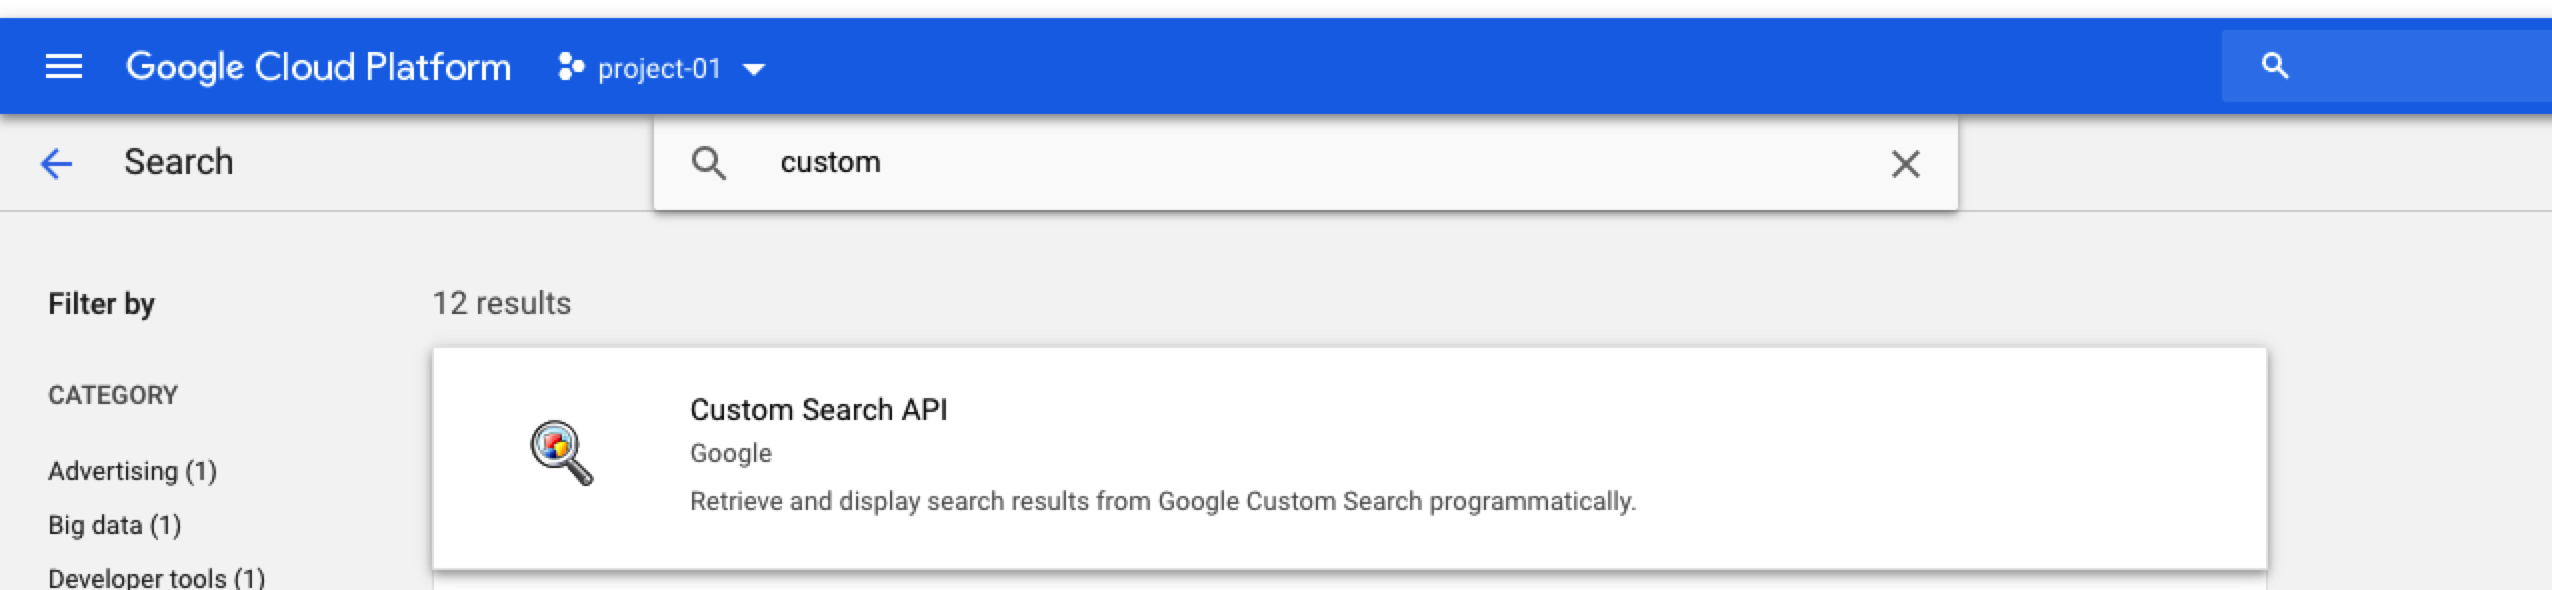 Google Cloud Platform project-01
Search custom
Filter by
12 results
CATEGORY
Advertising (1)
Big data (1)
Developer tools (1)
Custom Search API
Google
Retrieve and display search results from Google Custom Search programmatically.